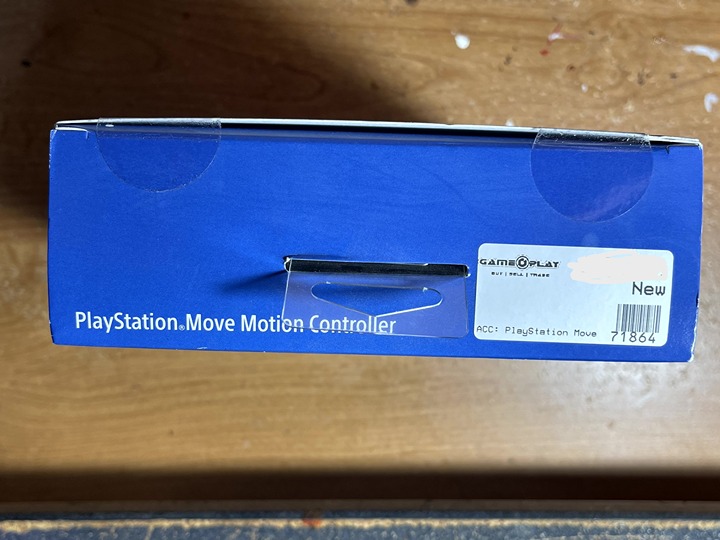 PlayStation®Move Motion Controller
GAME PLAY
BUY | SELL | TRADE
New
ACC: PlayStation Move
71864